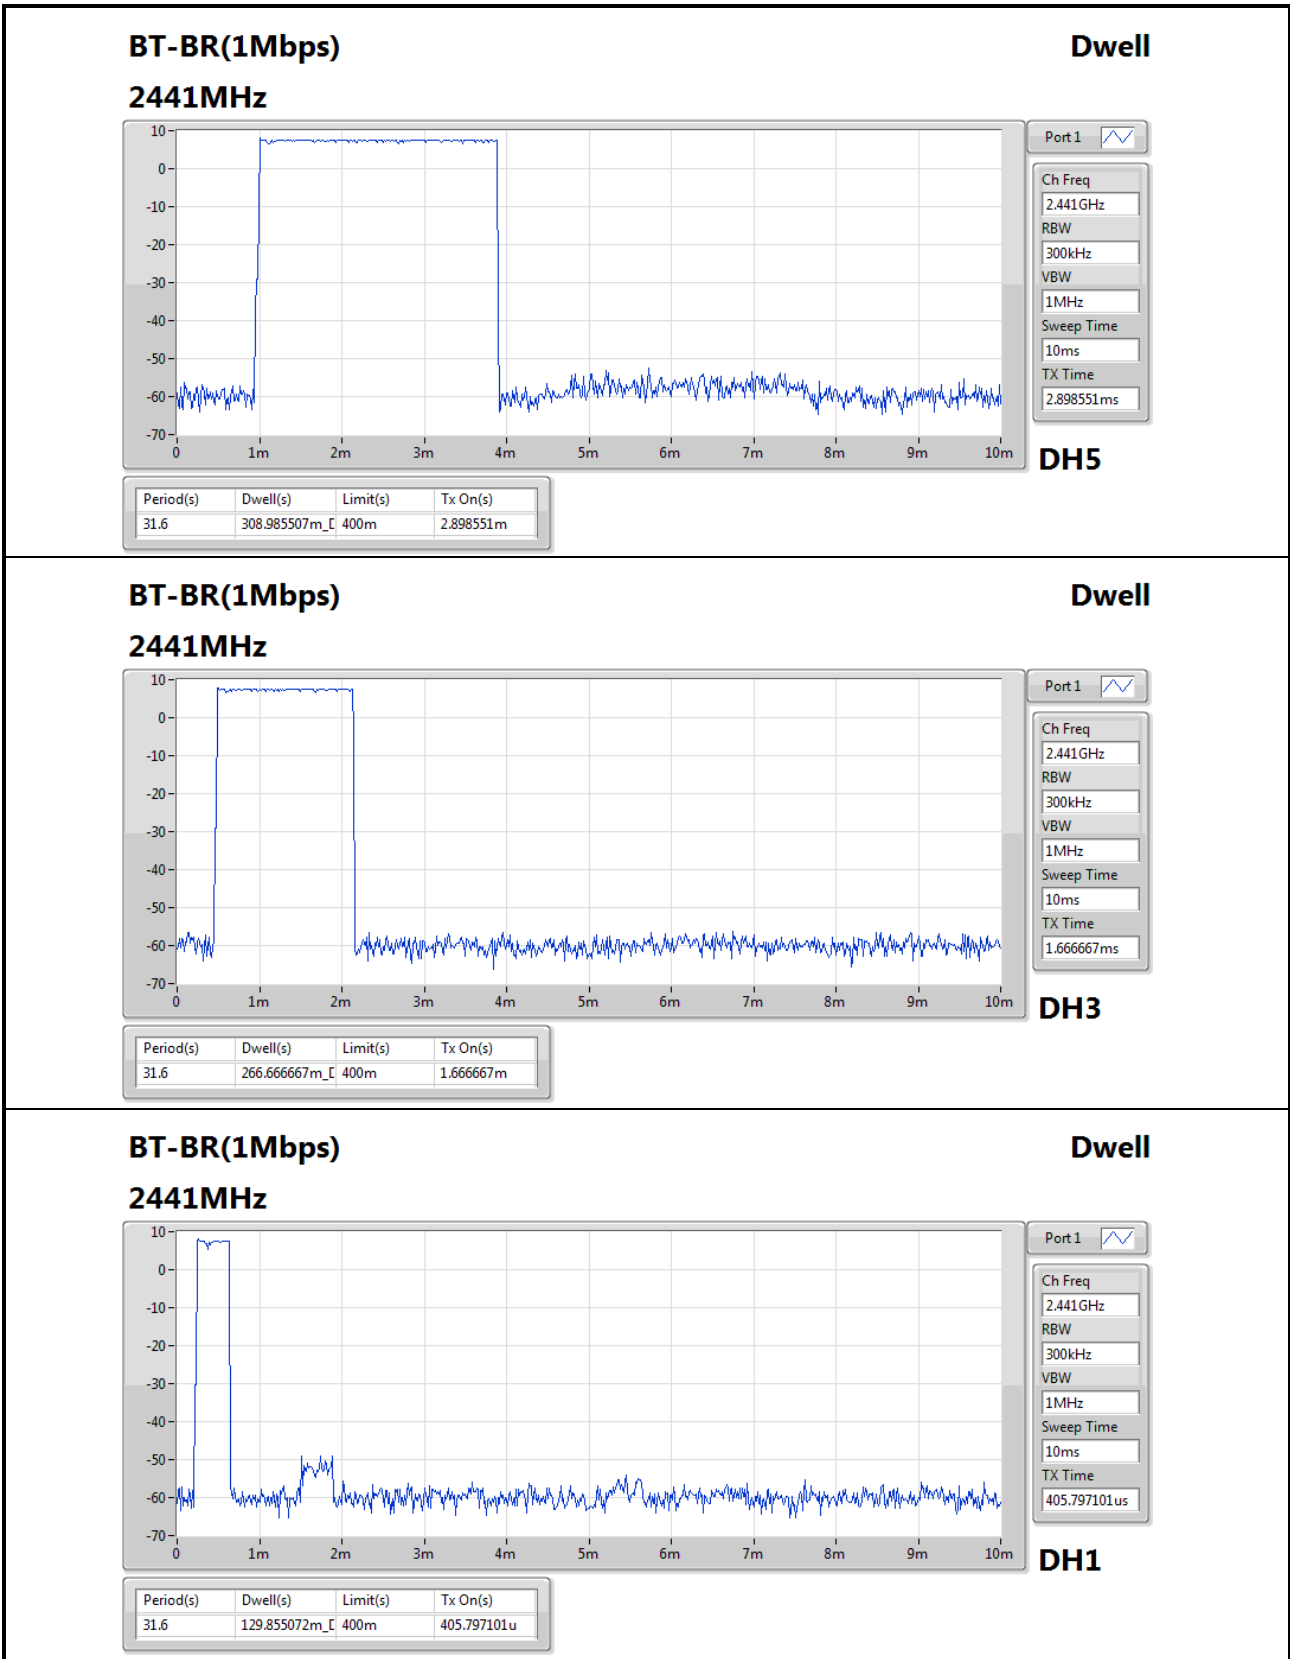 BT-BR(1Mbps) Dwell
2441MHz
10
0
-10
-20
-30
-40
-50
-60
-70
0 1m 2m 3m 4m 5m 6m 7m 8m 9m 10m
Port 1
Ch Freq
2.441GHz
RBW
300kHz
VBW
1MHz
Sweep Time
10ms
TX Time
2.898551ms
DH5
Period(s) Dwell(s) Limit(s) Tx On(s)
31.6 308.985507m_ 400m 2.898551m
BT-BR(1Mbps) Dwell
2441MHz
10
0
-10
-20
-30
-40
-50
-60
-70
0 1m 2m 3m 4m 5m 6m 7m 8m 9m 10m
Port 1
Ch Freq
2.441GHz
RBW
300kHz
VBW
1MHz
Sweep Time
10ms
TX Time
1.666667ms
DH3
Period(s) Dwell(s) Limit(s) Tx On(s)
31.6 266.666667m_ 400m 1.666667m
BT-BR(1Mbps) Dwell
2441MHz
10
0
-10
-20
-30
-40
-50
-60
-70
0 1m 2m 3m 4m 5m 6m 7m 8m 9m 10m
Port 1
Ch Freq
2.441GHz
RBW
300kHz
VBW
1MHz
Sweep Time
10ms
TX Time
405.797101us
DH1
Period(s) Dwell(s) Limit(s) Tx On(s)
31.6 129.855072m_ 400m 405.797101u